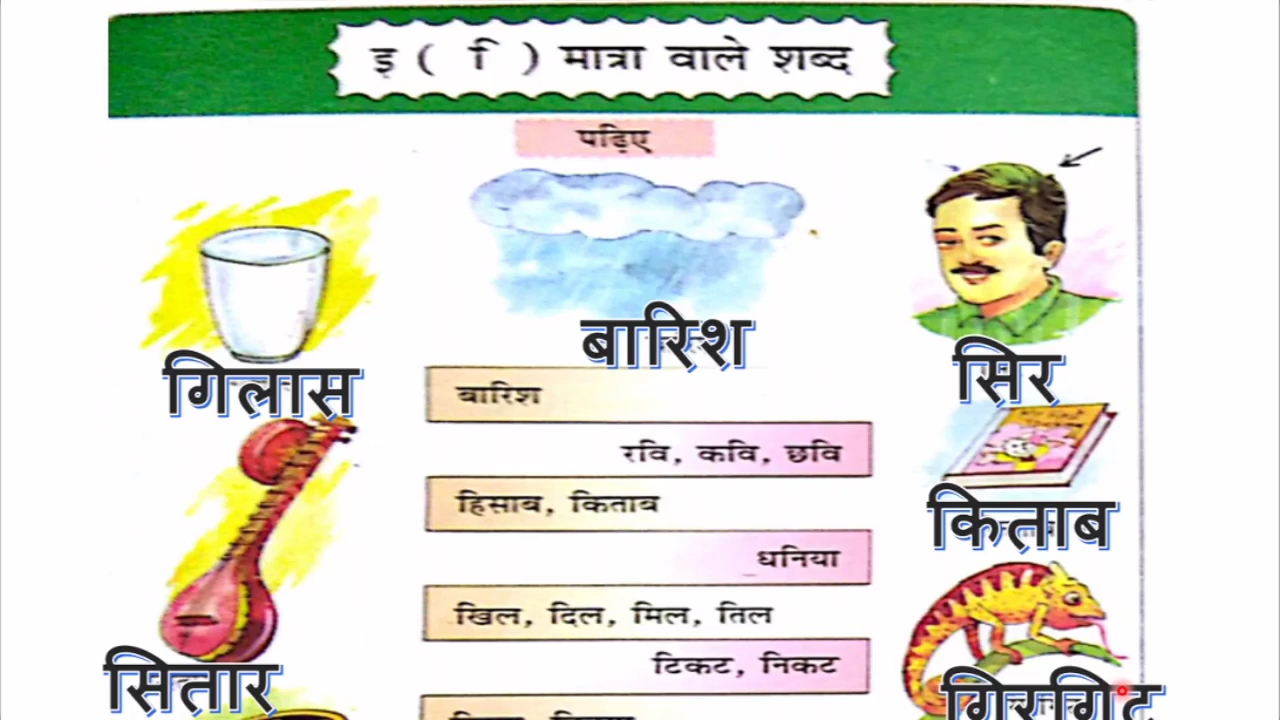 इ ( ि ) मात्रा वाले शब्द
पढ़िए
बारिश
गिलास
सिर
बारिश
रवि, कवि, छवि
हिसाब, किताब
किताब
धनिया
खिल, दिल, मिल, तिल
टिकट, निकट
सितार
गिरगिट